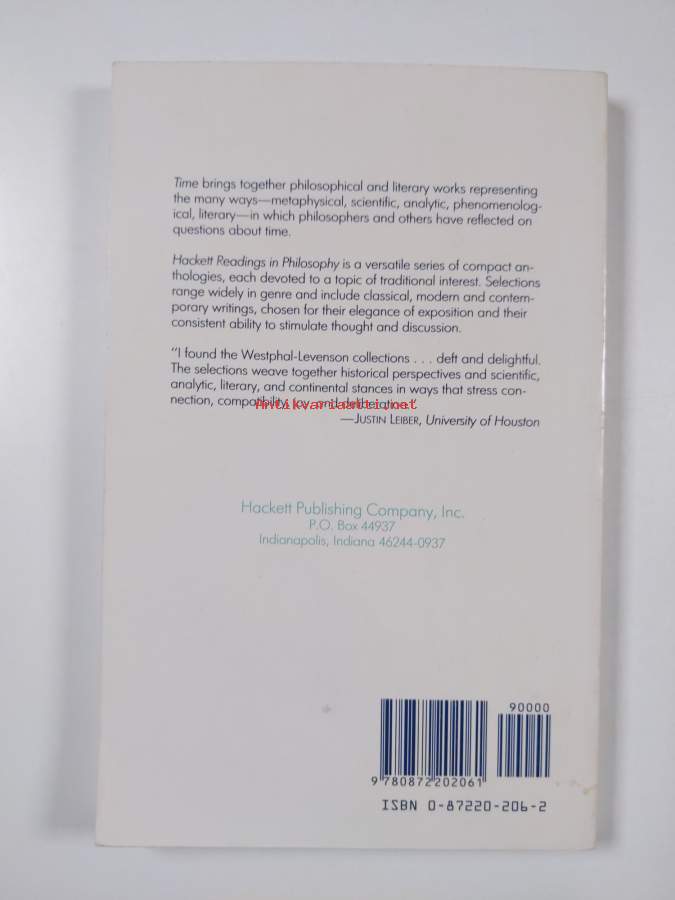 Time brings together philosophical and literary works representing
the many ways—metaphysical, scientific, analytic, phenomenolog-
ical, literary—in which philosophers and others have reflected on
questions about time.
Hackett Readings in Philosophy is a versatile series of compact an-
thologies, each devoted to a topic of traditional interest. Selections
range widely in genre and include classical, modern and contem-
porary writings, chosen for their elegance of exposition and their
consistent ability to stimulate thought and discussion.
"I found the Westphal-Levenson collections . . . deft and delightful.
The selections weave together historical perspectives and scientific,
analytic, literary, and continental stances in ways that stress con-
nection, compatibility, joy, and deliberation."
Antikvariaatti.net
—JUSTIN LEIBER, University of Houston
Hackett Publishing Company, Inc.
P.O. Box 44937
Indianapolis, Indiana 46244-0937
90000
9 780872 202061
ISBN 0-87220-206-2